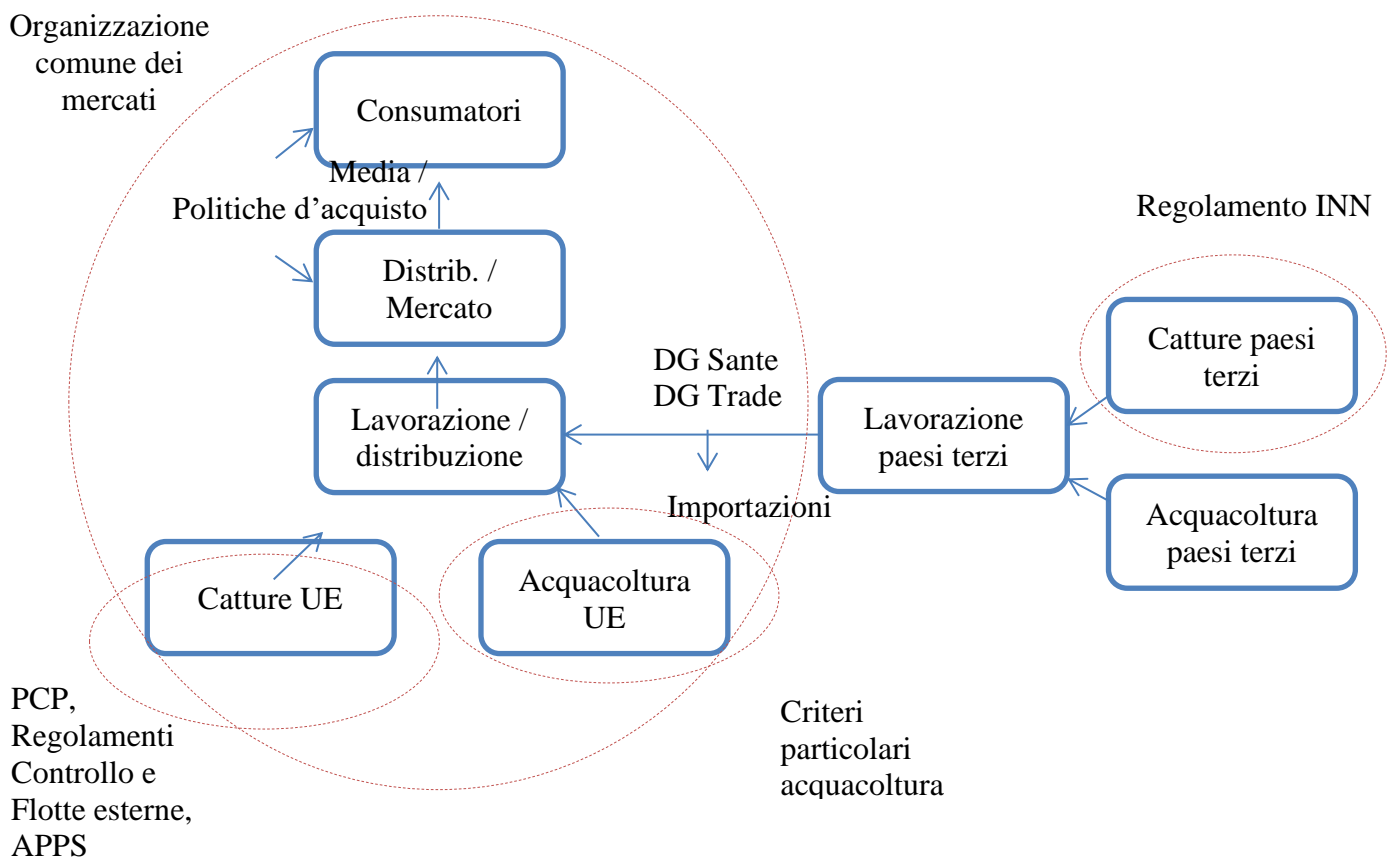 Organizzazione
comune dei
mercati
Consumatori
Media /
Politiche d’acquisto
Distrib. /
Mercato
Regolamento INN
Catture paesi
terzi
DG Sante
DG Trade
Lavorazione /
distribuzione
Lavorazione
paesi terzi
Importazioni
Acquacoltura
paesi terzi
Catture UE
Acquacoltura
UE
PCP,
Regolamenti
Controllo e
Flotte esterne,
APPS
Criteri
particolari
acquacoltura